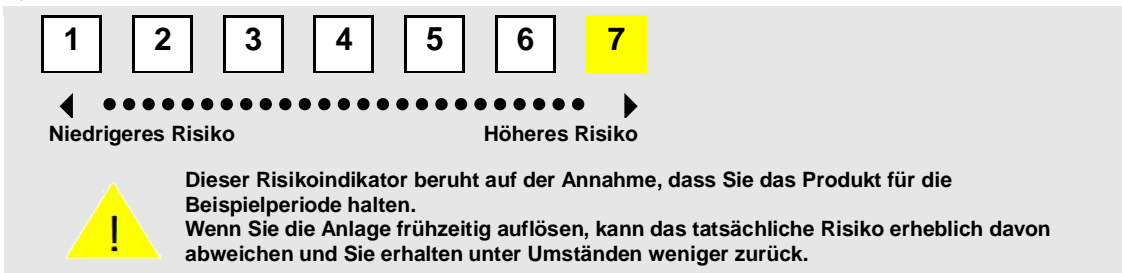 1 2 3 4 5 6 7
Niedrigeres Risiko Höheres Risiko
Dieser Risikoindikator beruht auf der Annahme, dass Sie das Produkt für die
Beispielperiode halten.
Wenn Sie die Anlage frühzeitig auflösen, kann das tatsächliche Risiko erheblich davon
abweichen und Sie erhalten unter Umständen weniger zurück.
!